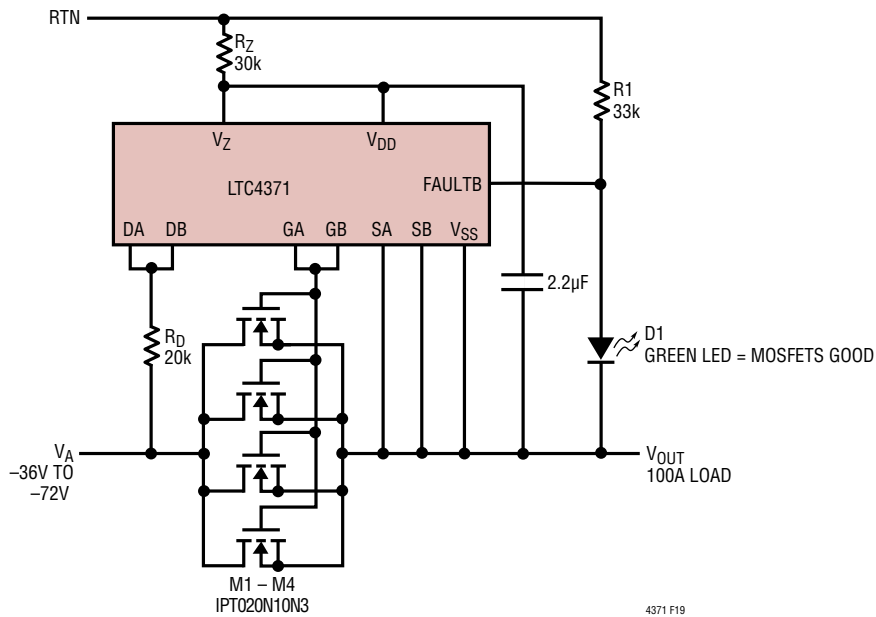 RTN
RZ
30k
R1
33k
VZ
VDD
LTC4371
FAULTB
DA
DB
GA
GB
SA
SB
VSS
2.2µF
RD
20k
D1
GREEN LED = MOSFETS GOOD
VA
–36V TO
–72V
VOUT
100A LOAD
M1 – M4
IPT020N10N3
4371 F19